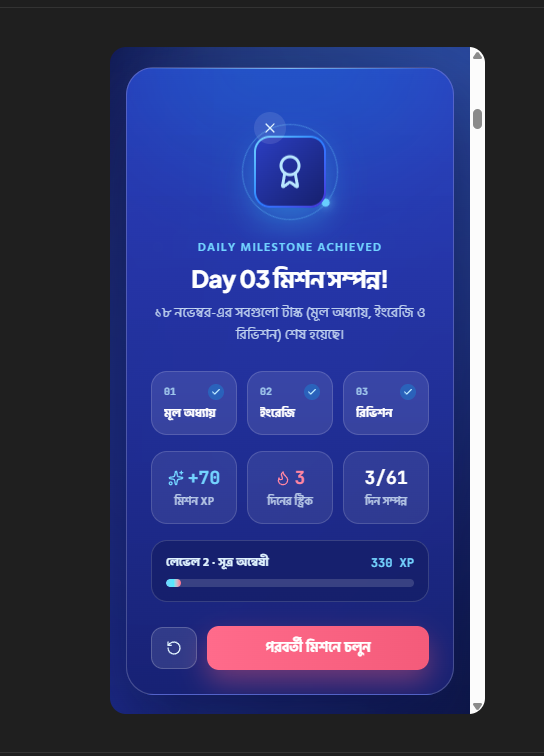 DAILY MILESTONE ACHIEVED
Day 03 মিশন সম্পন্ন!
১৮ নভেম্বর-এর সবগুলো টাস্ক (মূল অধ্যায়, ইংরেজি ও
রিভিশন) শেষ হয়েছে।
01 02 03
মূল অধ্যায় ইংরেজি রিভিশন
+70 3 3/61
মিশন XP দিনের স্ট্রিক দিন সম্পন্ন
লেভেল 2 · সূত্র অন্বেষী 330 XP
পরবর্তী মিশনে চলুন